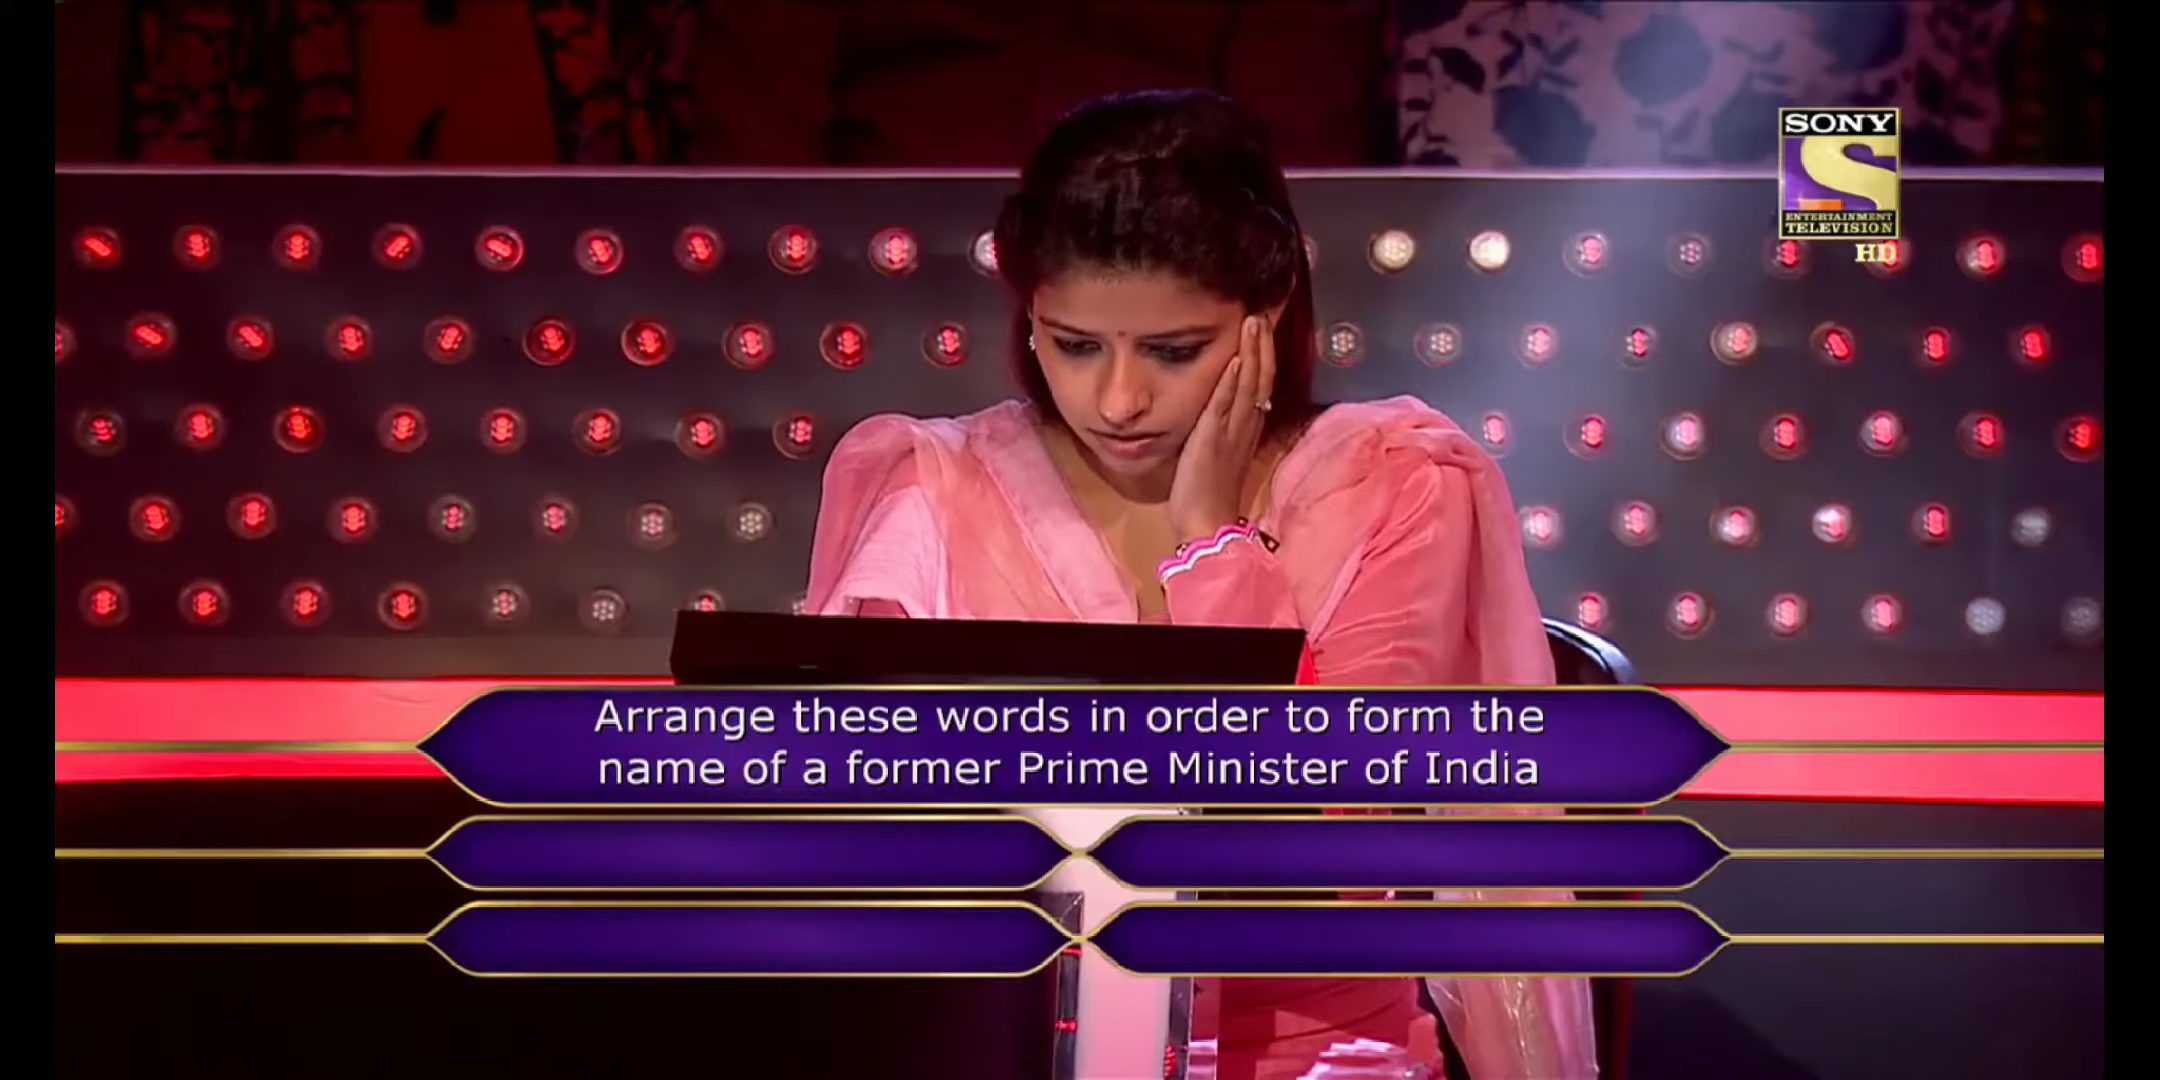 SONY
ENTERTAINMENT
TELEVISION
HD
Arrange these words in order to form the
name of a former Prime Minister of India